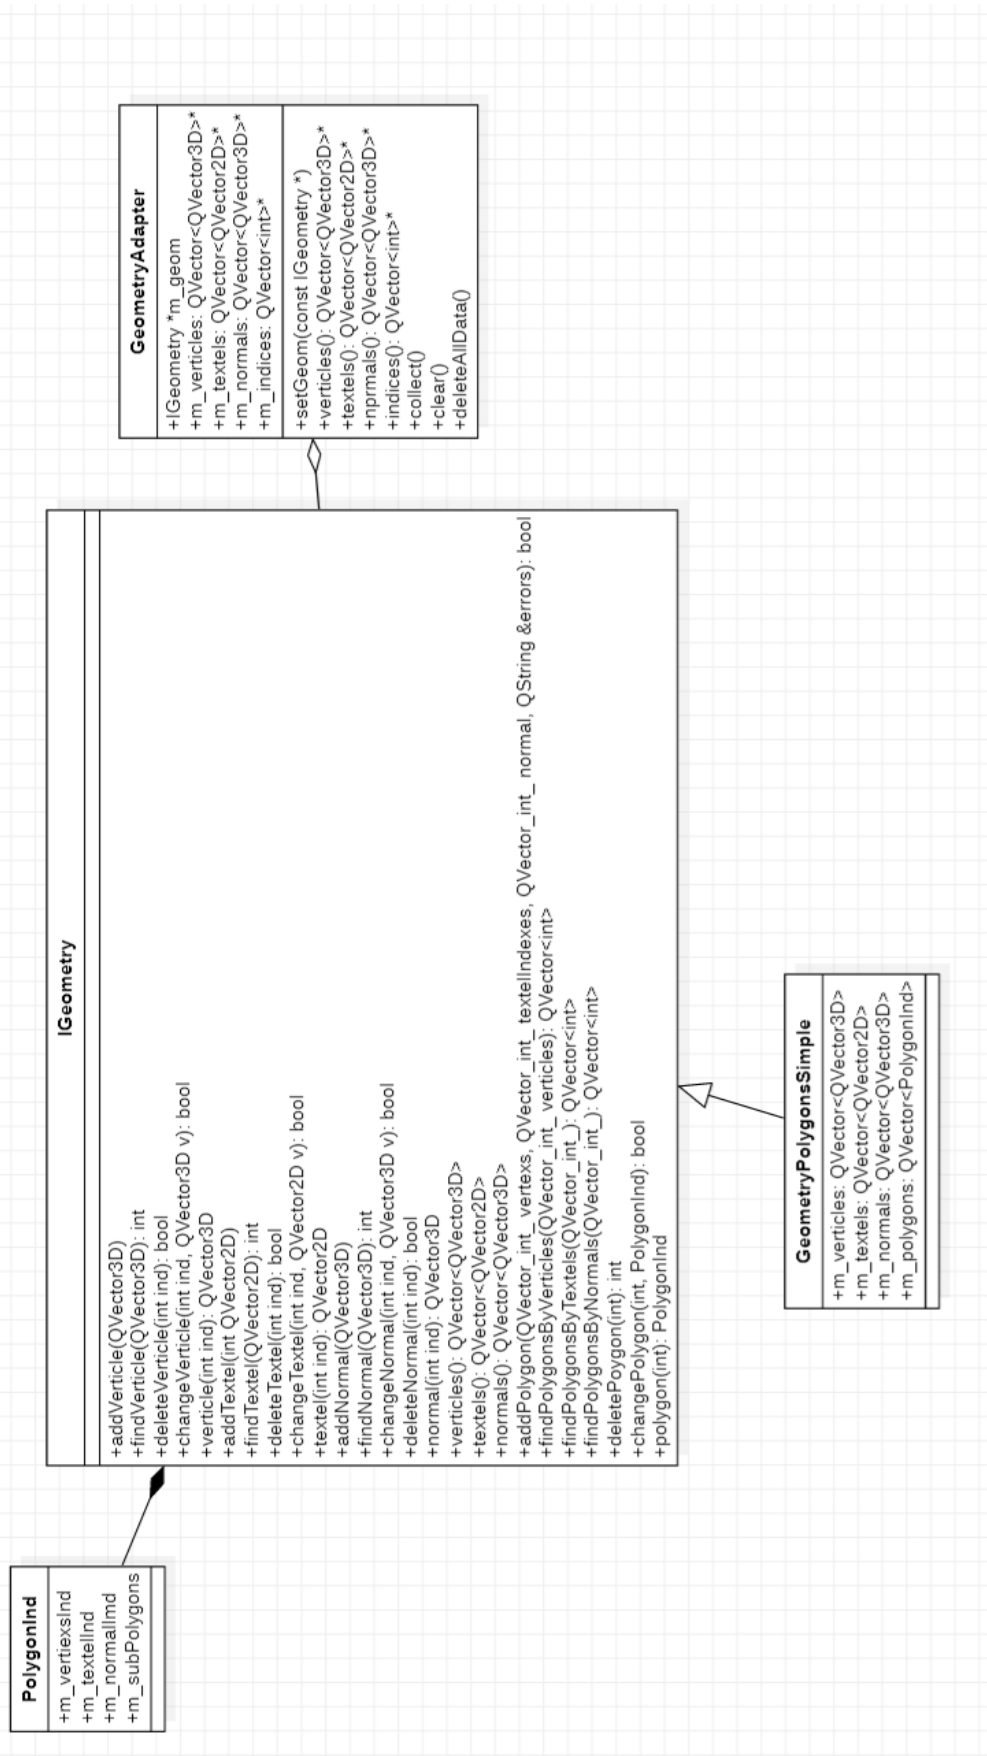 PolygonInd
+m_vertiexsInd
+m_textelInd
+m_normalImd
+m_subPolygons
IGeometry
+addVerticle(QVector3D)
+findVerticle(QVector3D): int
+deleteVerticle(int ind): bool
+changeVerticle(int ind, QVector3D v): bool
+verticle(int ind): QVector3D
+addTextel(int QVector2D)
+findTextel(QVector2D): int
+deleteTextel(int ind): bool
+changeTextel(int ind, QVector2D v): bool
+textel(int ind): QVector2D
+addNormal(QVector3D)
+findNormal(QVector3D): int
+changeNormal(int ind, QVector3D v): bool
+deleteNormal(int ind): bool
+normal(int ind): QVector3D
+verticles(): QVector<QVector3D>
+textels(): QVector<QVector2D>
+normals(): QVector<QVector3D>
+addPolygon(QVector_int_ vertexs, QVector_int_ textelIndexes, QVector_int_ normal, QString &errors): bool
+findPolygonsByVerticles(QVector_int_ verticles): QVector<int>
+findPolygonsByTextels(QVector_int_): QVector<int>
+findPolygonsByNormals(QVector_int_): QVector<int>
+deletePoygon(int): int
+changePolygon(int, PolygonInd): bool
+polygon(int): PolygonInd
GeometryAdapter
+IGeometry *m_geom
+m_verticles: QVector<QVector3D>*
+m_textels: QVector<QVector2D>*
+m_normals: QVector<QVector3D>*
+m_indices: QVector<int>*
+setGeom(const IGeometry *)
+verticles(): QVector<QVector3D>*
+textels(): QVector<QVector2D>*
+nprmals(): QVector<QVector3D>*
+indices(): QVector<int>*
+collect()
+clear()
+deleteAllData()
GeometryPolygonsSimple
+m_verticles: QVector<QVector3D>
+m_textels: QVector<QVector2D>
+m_normals: QVector<QVector3D>
+m_polygons: QVector<PolygonInd>